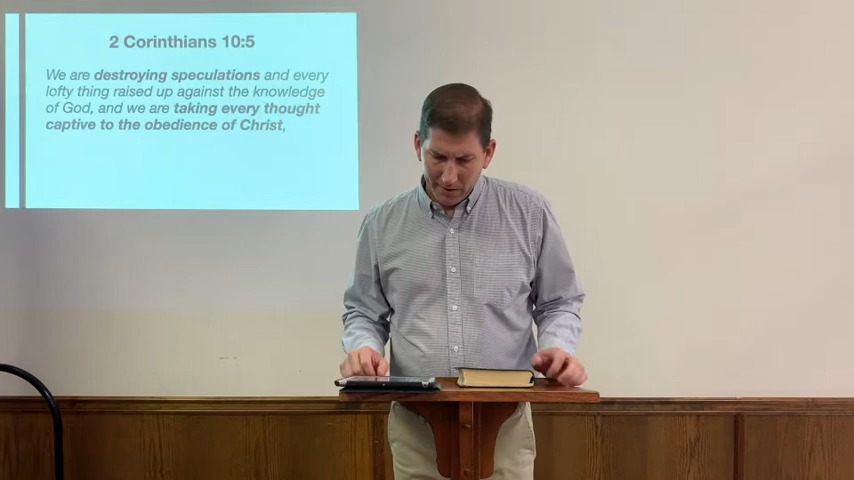 2 Corinthians 10:5
We are destroying speculations and every
lofty thing raised up against the knowledge
of God, and we are taking every thought
captive to the obedience of Christ,